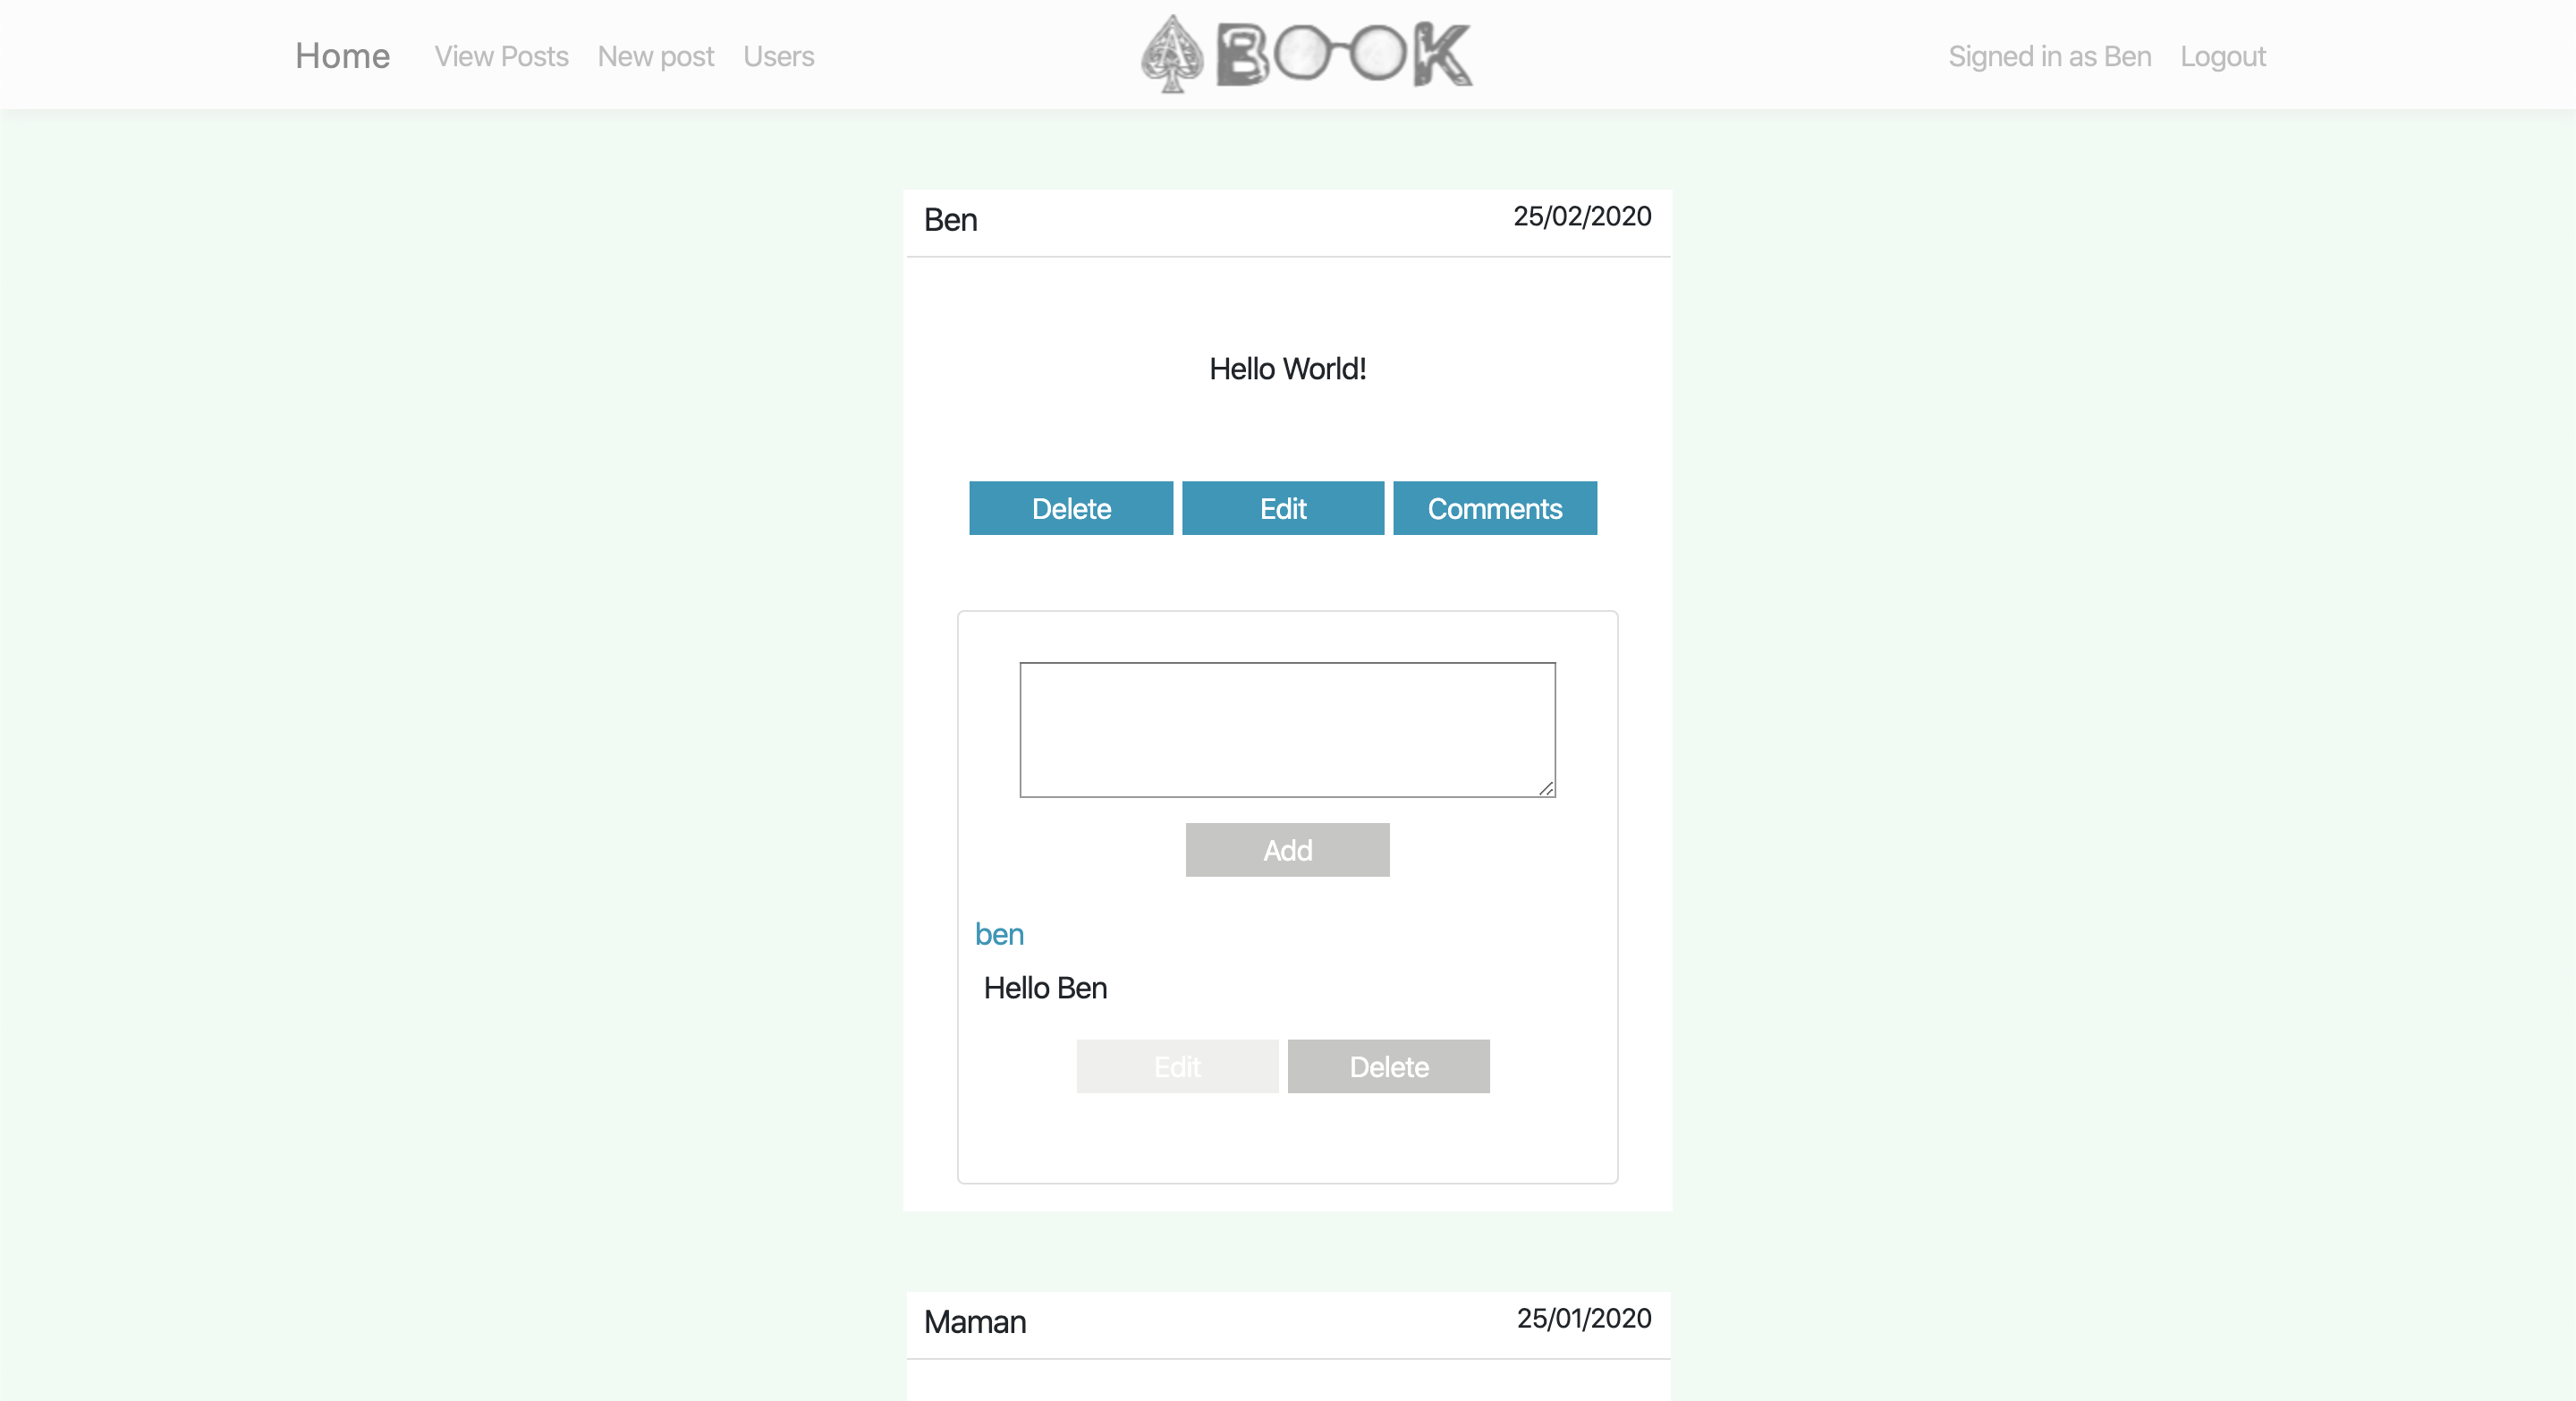 Home View Posts New post Users A BOOK Signed in as Ben Logout
Ben 25/02/2020
Hello World!
Delete Edit Comments
Add
ben
Hello Ben
Edit Delete
Maman 25/01/2020